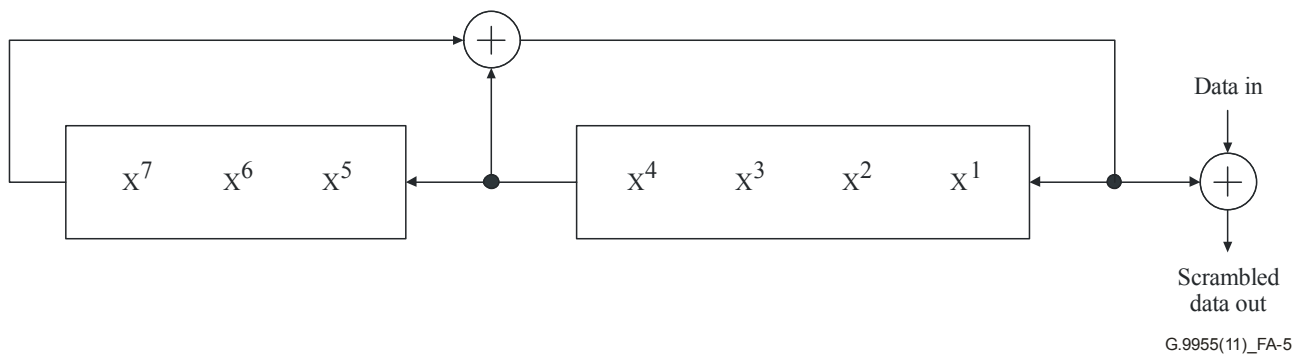 Data in
X⁷ X⁶ X⁵ X⁴ X³ X² X¹
Scrambled
data out
G.9955(11)_FA-5